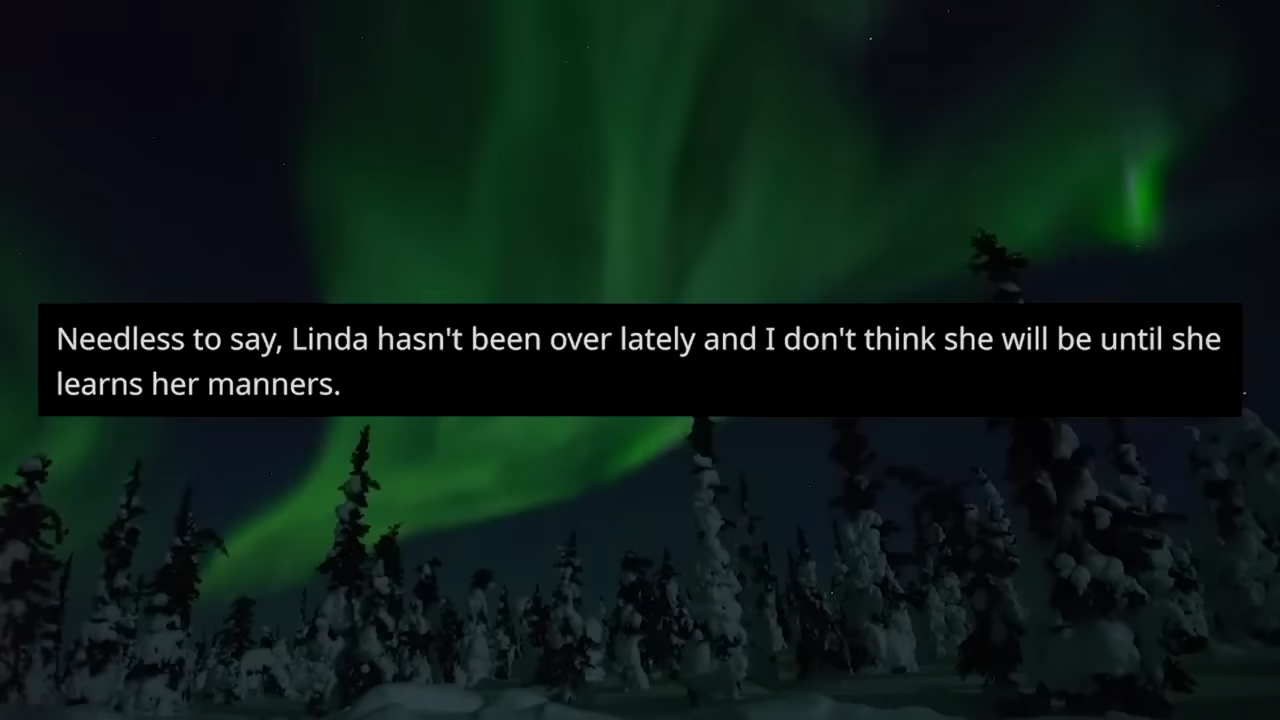 Needless to say, Linda hasn't been over lately and I don't think she will be until she
learns her manners.